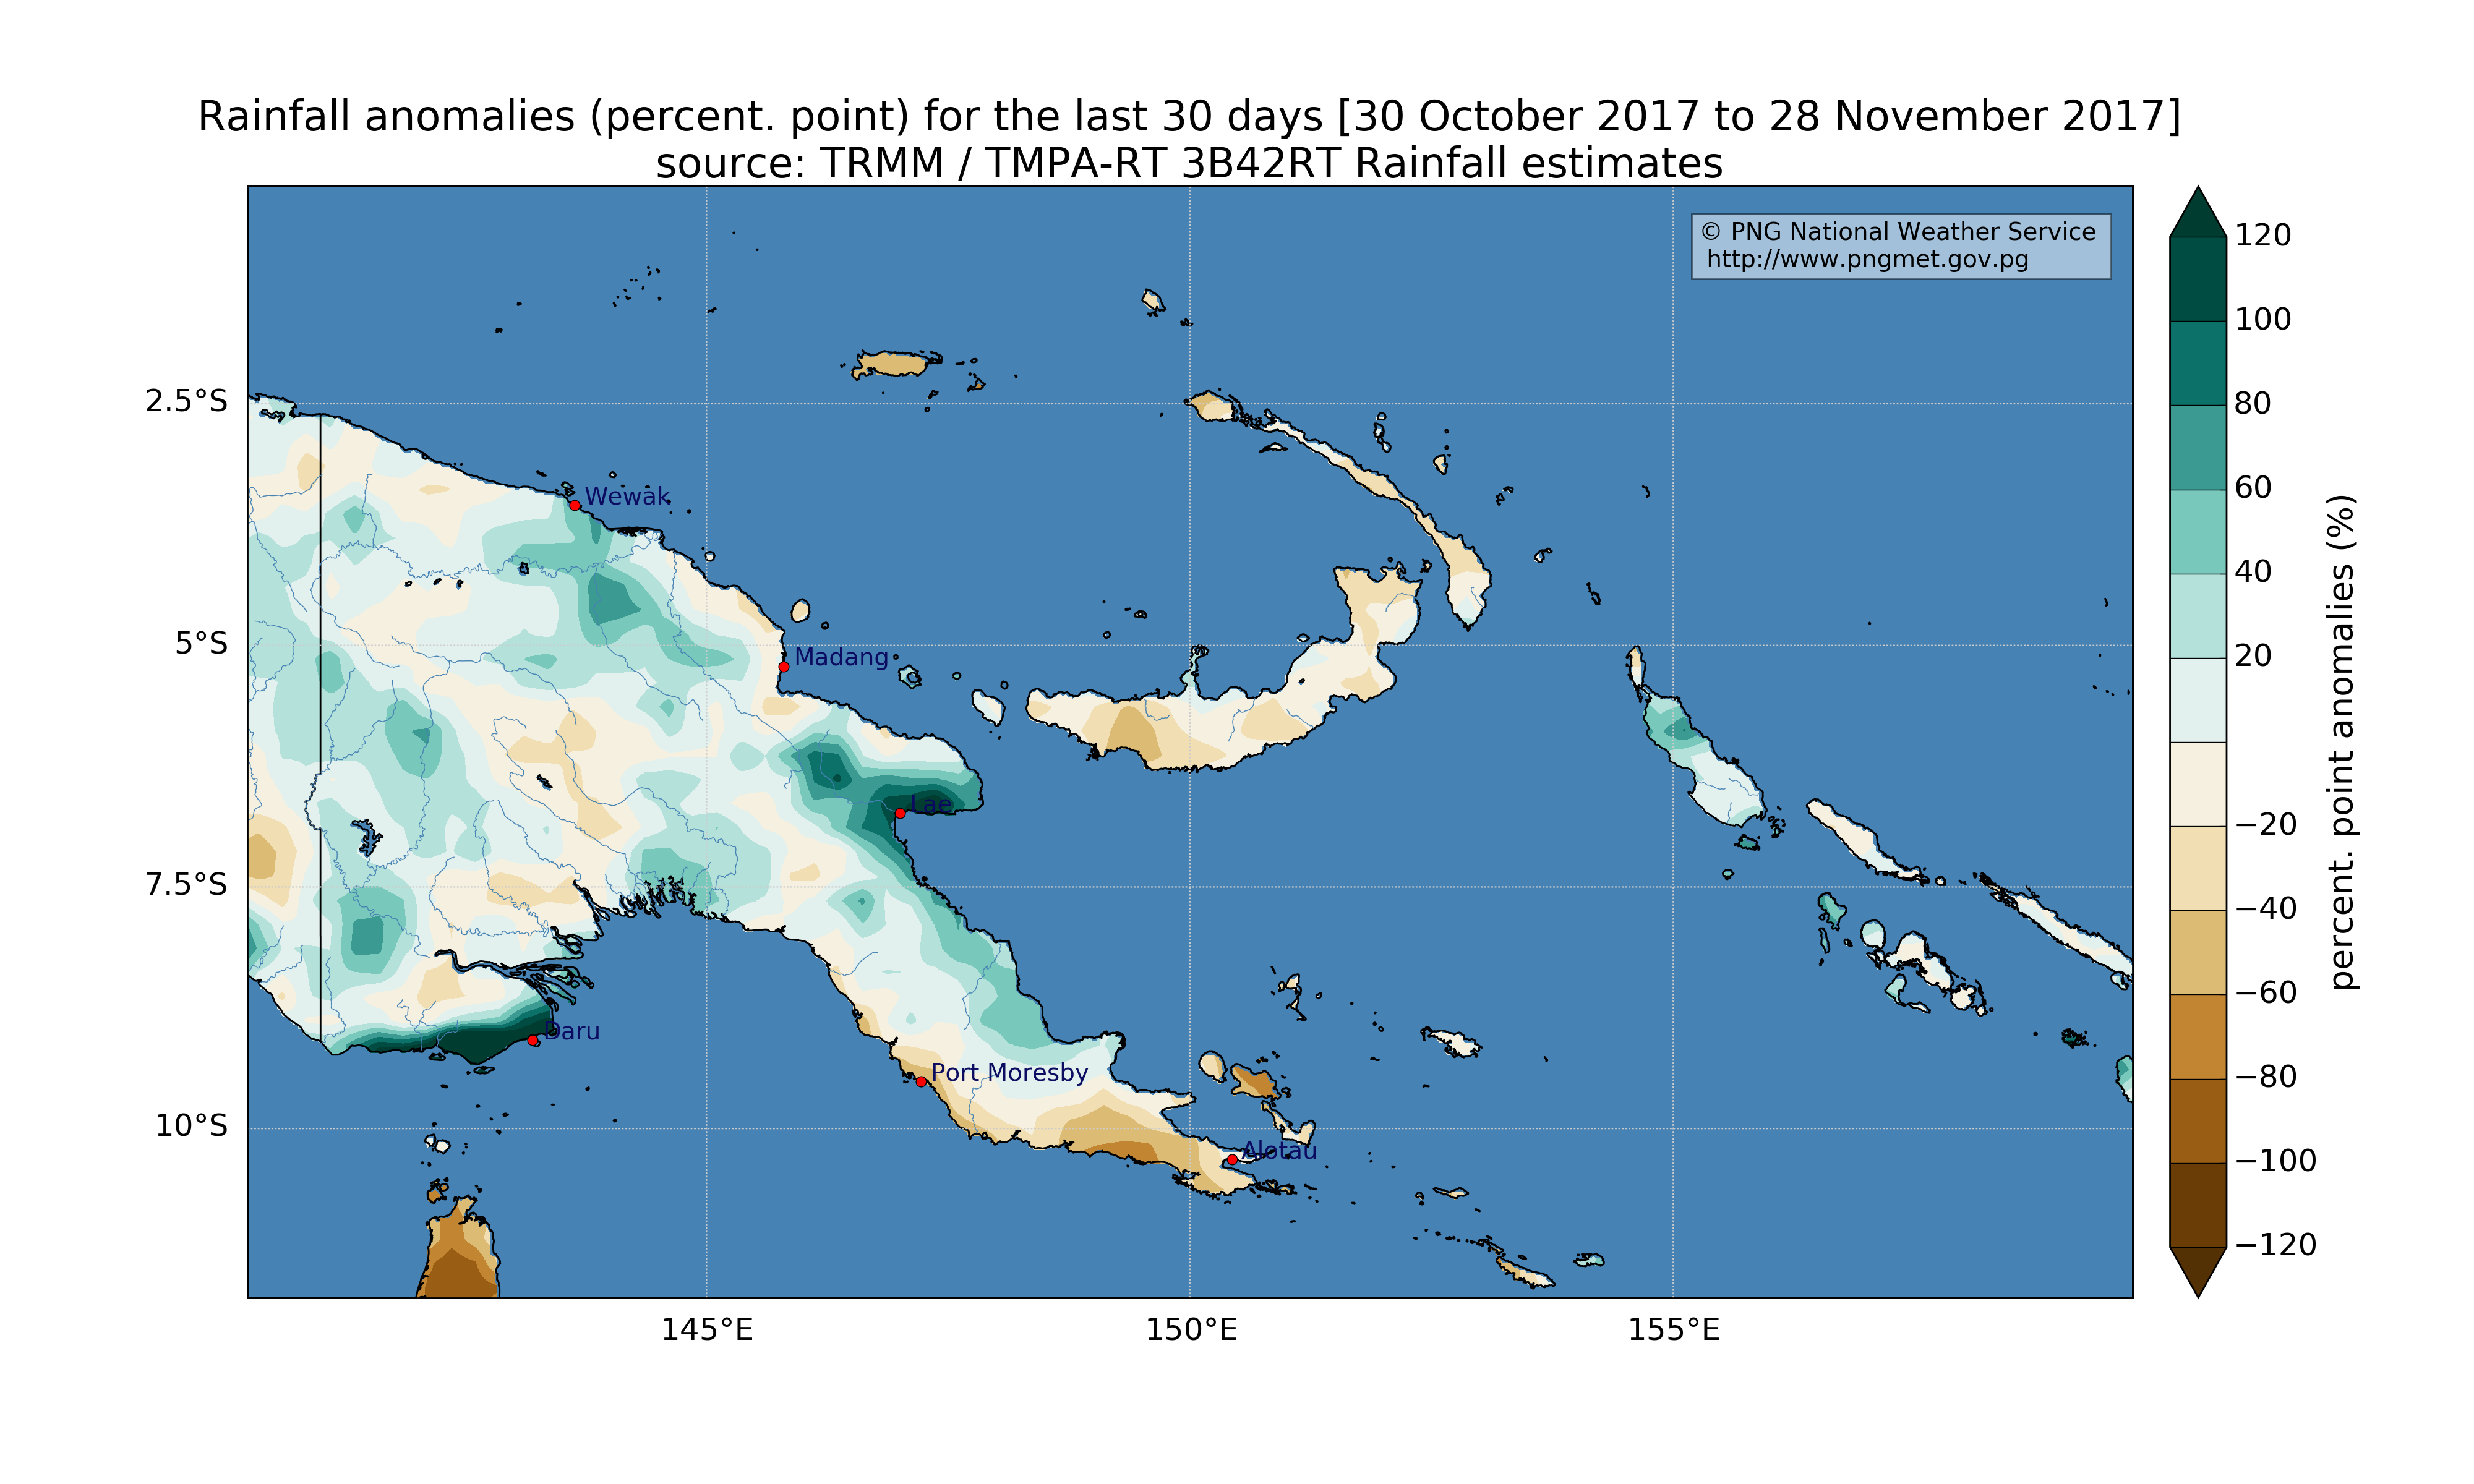 Rainfall anomalies (percent. point) for the last 30 days [30 October 2017 to 28 November 2017]
source: TRMM / TMPA-RT 3B42RT Rainfall estimates
© PNG National Weather Service
http://www.pngmet.gov.pg
2.5°S
5°S
7.5°S
10°S
145°E
150°E
155°E
Wewak
Madang
Lae
Daru
Port Moresby
Alotau
120
100
80
60
40
20
−20
−40
−60
−80
−100
−120
percent. point anomalies (%)